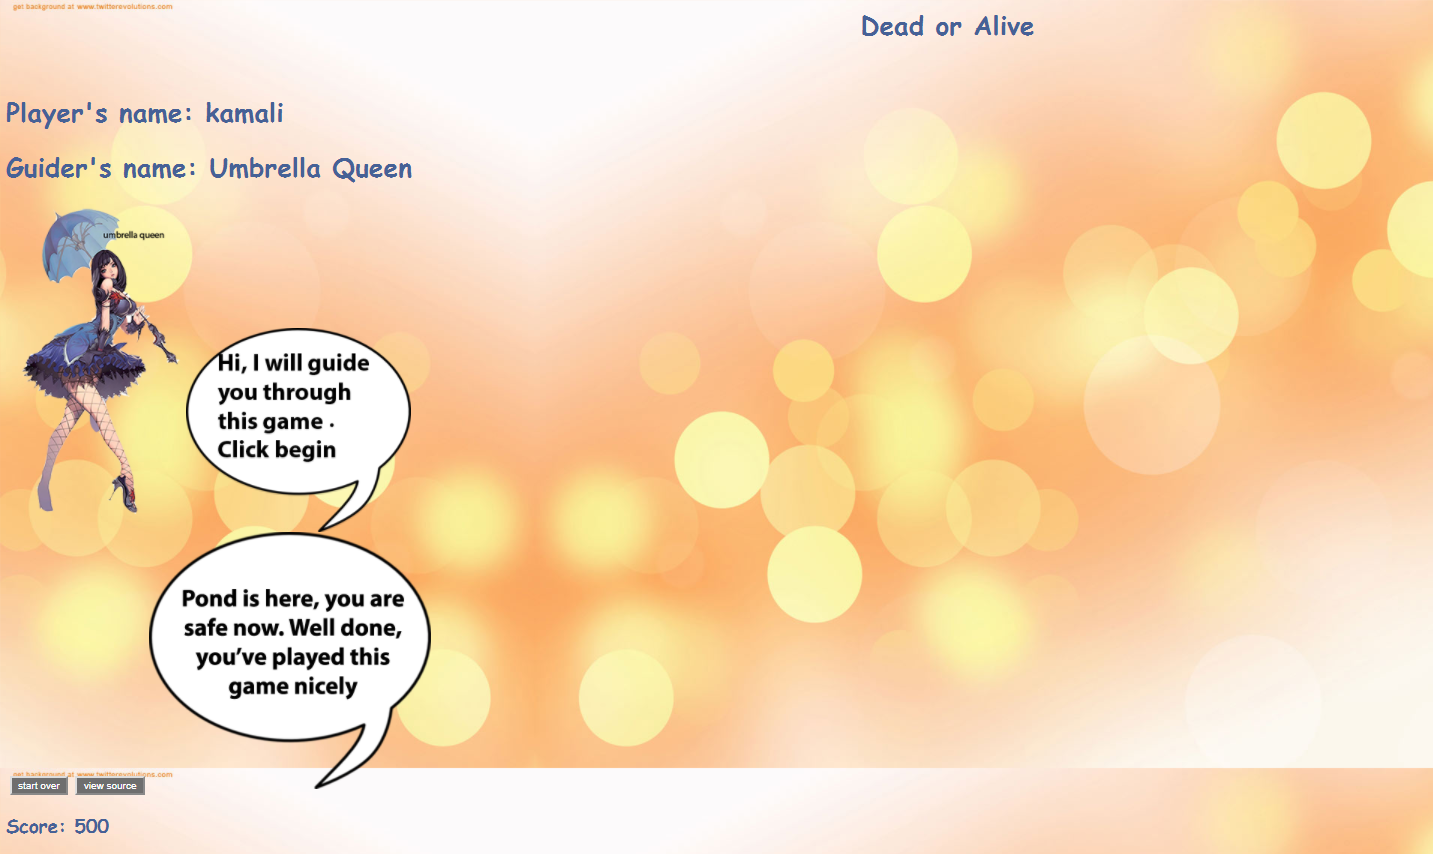 get background at www.twitterevolutions.com
Dead or Alive
Player's name: kamali
Guider's name: Umbrella Queen
umbrella queen
Hi, I will guide
you through
this game .
Click begin
Pond is here, you are
safe now. Well done,
you've played this
game nicely
get background at www.twitterevolutions.com
start over
view source
Score: 500